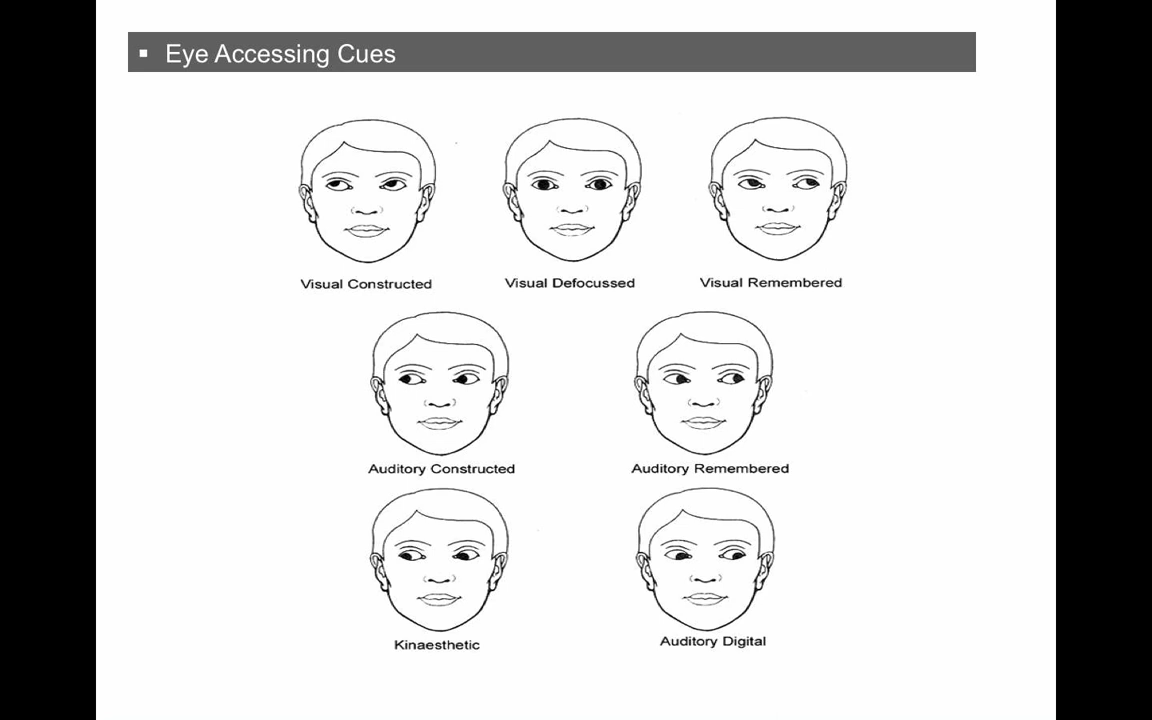 Eye Accessing Cues
Visual Constructed
Visual Defocussed
Visual Remembered
Auditory Constructed
Auditory Remembered
Kinaesthetic
Auditory Digital